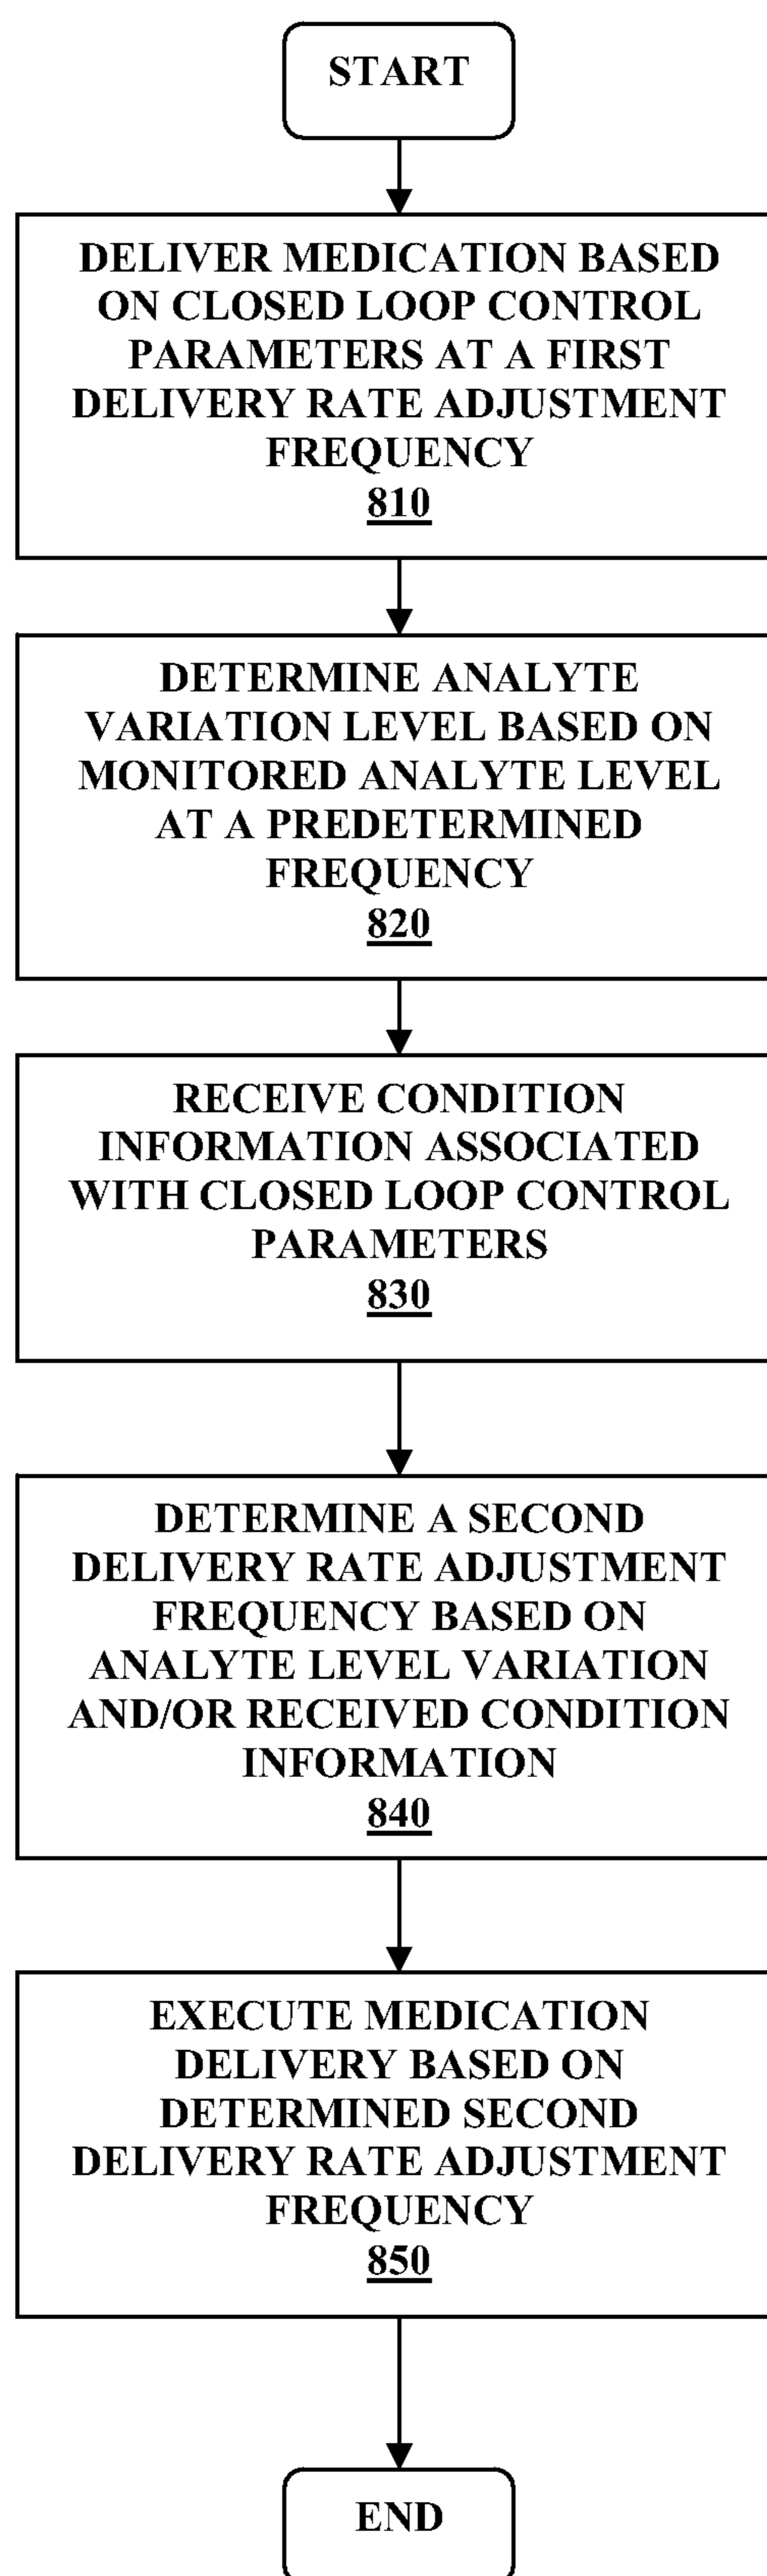 START
DELIVER MEDICATION BASED
ON CLOSED LOOP CONTROL
PARAMETERS AT A FIRST
DELIVERY RATE ADJUSTMENT
FREQUENCY
810
DETERMINE ANALYTE
VARIATION LEVEL BASED ON
MONITORED ANALYTE LEVEL
AT A PREDETERMINED
FREQUENCY
820
RECEIVE CONDITION
INFORMATION ASSOCIATED
WITH CLOSED LOOP CONTROL
PARAMETERS
830
DETERMINE A SECOND
DELIVERY RATE ADJUSTMENT
FREQUENCY BASED ON
ANALYTE LEVEL VARIATION
AND/OR RECEIVED CONDITION
INFORMATION
840
EXECUTE MEDICATION
DELIVERY BASED ON
DETERMINED SECOND
DELIVERY RATE ADJUSTMENT
FREQUENCY
850
END